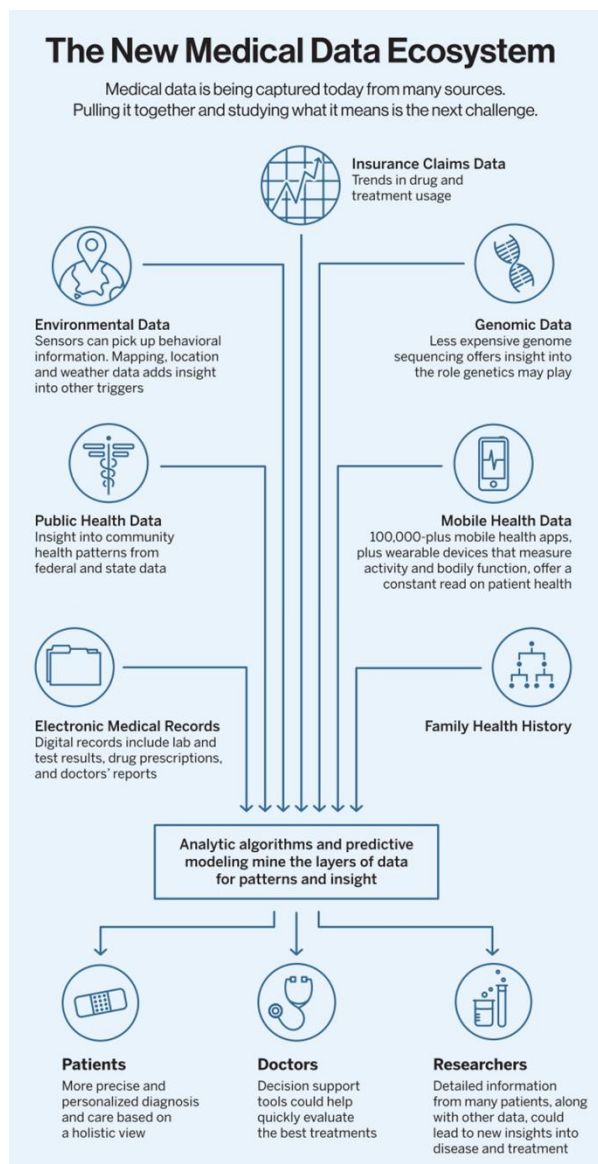 The New Medical Data Ecosystem
Medical data is being captured today from many sources.
Pulling it together and studying what it means is the next challenge.
Insurance Claims Data
Trends in drug and
treatment usage
Environmental Data
Sensors can pick up behavioral
information. Mapping, location
and weather data adds insight
into other triggers
Genomic Data
Less expensive genome
sequencing offers insight into
the role genetics may play
Public Health Data
Insight into community
health patterns from
federal and state data
Mobile Health Data
100,000-plus mobile health apps,
plus wearable devices that measure
activity and bodily function, offer a
constant read on patient health
Electronic Medical Records
Digital records include lab and
test results, drug prescriptions,
and doctors’ reports
Family Health History
Analytic algorithms and predictive
modeling mine the layers of data
for patterns and insight
Patients
More precise and
personalized diagnosis
and care based on
a holistic view
Doctors
Decision support
tools could help
quickly evaluate
the best treatments
Researchers
Detailed information
from many patients, along
with other data, could
lead to new insights into
disease and treatment